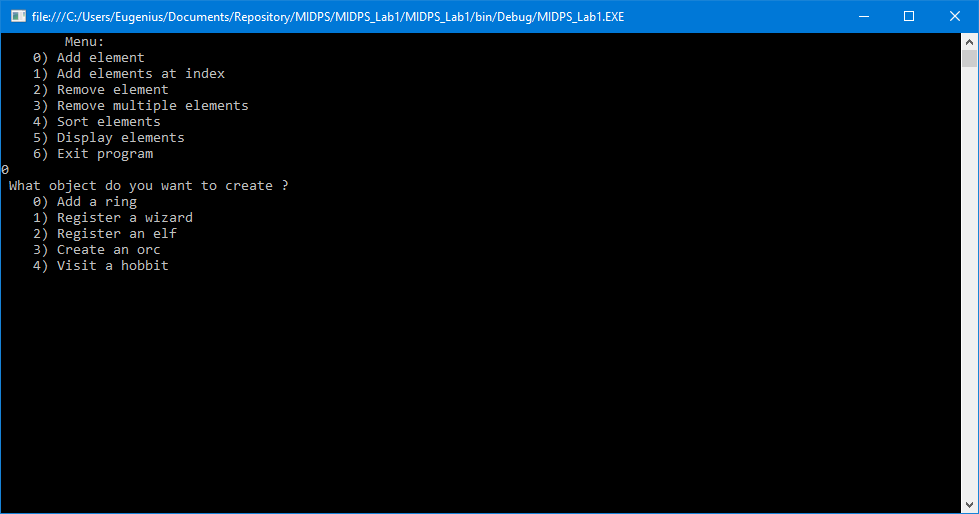 file:///C:/Users/Eugenius/Documents/Repository/MIDPS/MIDPS_Lab1/MIDPS_Lab1/bin/Debug/MIDPS_Lab1.EXE
Menu:
0) Add element
1) Add elements at index
2) Remove element
3) Remove multiple elements
4) Sort elements
5) Display elements
6) Exit program
0
What object do you want to create ?
0) Add a ring
1) Register a wizard
2) Register an elf
3) Create an orc
4) Visit a hobbit